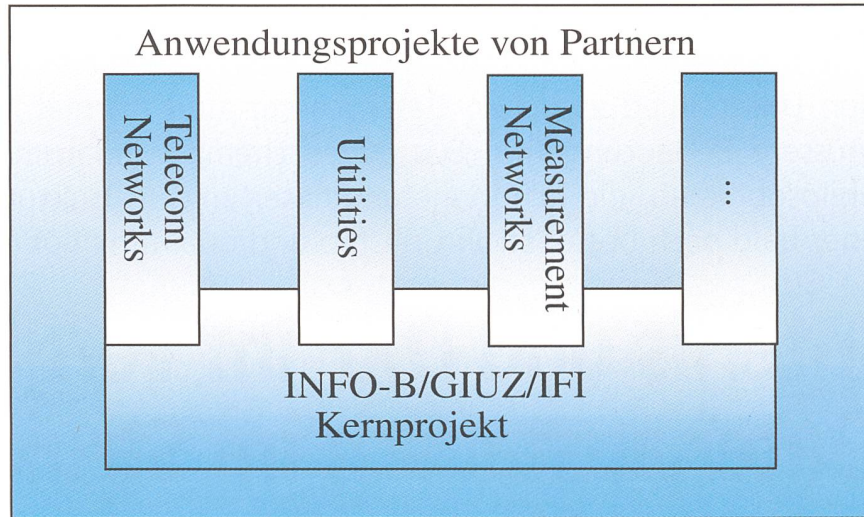 Anwendungsprojekte von Partnern
Telecom
Networks
Utilities
Measurement
Networks
...
INFO-B/GIUZ/IFI
Kernprojekt